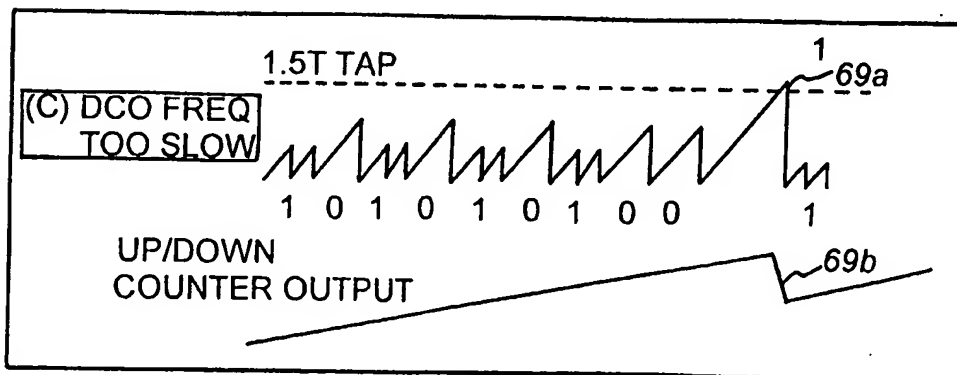 1
1.5T TAP
69a
(C) DCO FREQ
TOO SLOW
1 0 1 0 1 0 1 0 0 1
UP/DOWN
COUNTER OUTPUT
69b